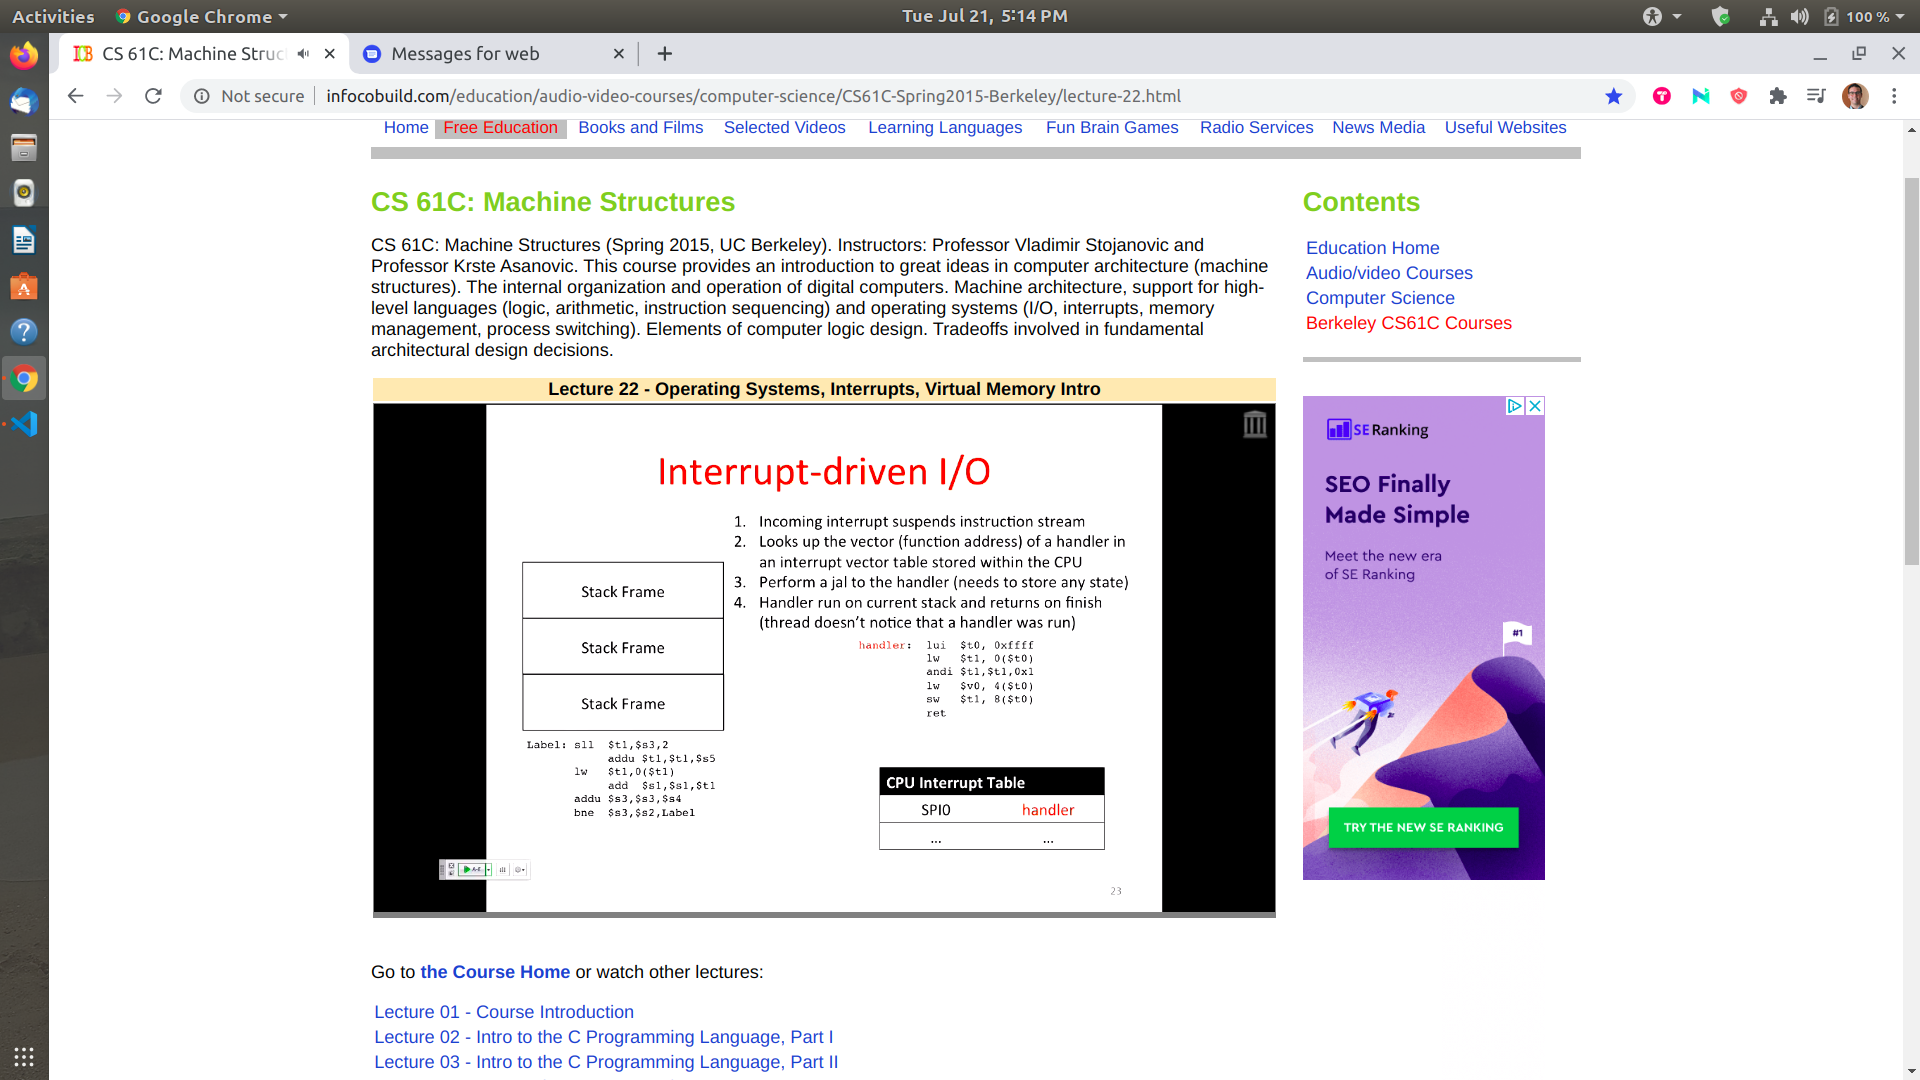 Activities
Google Chrome
Tue Jul 21, 5:14 PM
100 %
CS 61C: Machine Struc
Messages for web
Not secure
infocobuild.com/education/audio-video-courses/computer-science/CS61C-Spring2015-Berkeley/lecture-22.html
Home Free Education Books and Films Selected Videos Learning Languages Fun Brain Games Radio Services News Media Useful Websites
CS 61C: Machine Structures
CS 61C: Machine Structures (Spring 2015, UC Berkeley). Instructors: Professor Vladimir Stojanovic and
Professor Krste Asanovic. This course provides an introduction to great ideas in computer architecture (machine
structures). The internal organization and operation of digital computers. Machine architecture, support for high-
level languages (logic, arithmetic, instruction sequencing) and operating systems (I/O, interrupts, memory
management, process switching). Elements of computer logic design. Tradeoffs involved in fundamental
architectural design decisions.
Lecture 22 - Operating Systems, Interrupts, Virtual Memory Intro
Interrupt-driven I/O
1. Incoming interrupt suspends instruction stream
2. Looks up the vector (function address) of a handler in
an interrupt vector table stored within the CPU
3. Perform a jal to the handler (needs to store any state)
4. Handler run on current stack and returns on finish
(thread doesn't notice that a handler was run)
Stack Frame
Stack Frame
Stack Frame
handler: lui $t0, 0xffff
lw $t1, 0($t0)
andi $t1,$t1,0x1
lw $v0, 4($t0)
sw $t1, 8($t0)
ret
Label: sll $t1,$s3,2
addu $t1,$t1,$s5
lw $t1,0($t1)
add $s1,$s1,$t1
addu $s3,$s3,$s4
bne $s3,$s2,Label
CPU Interrupt Table
SPI0 handler
... ...
23
Go to the Course Home or watch other lectures:
Lecture 01 - Course Introduction
Lecture 02 - Intro to the C Programming Language, Part I
Lecture 03 - Intro to the C Programming Language, Part II
Contents
Education Home
Audio/video Courses
Computer Science
Berkeley CS61C Courses
SE Ranking
SEO Finally
Made Simple
Meet the new era
of SE Ranking
#1
TRY THE NEW SE RANKING